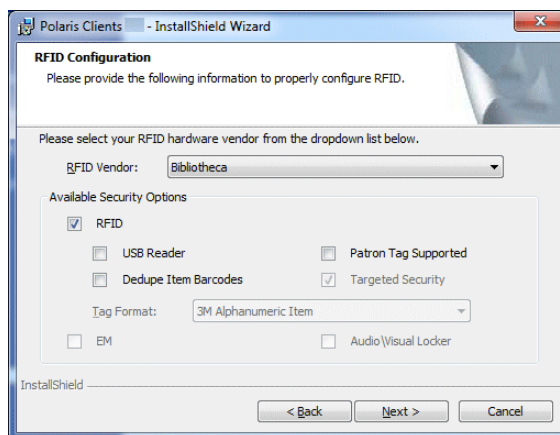 Polaris Clients - InstallShield Wizard
RFID Configuration
Please provide the following information to properly configure RFID.
Please select your RFID hardware vendor from the dropdown list below.
RFID Vendor: Bibliotheca
Available Security Options
RFID
USB Reader Patron Tag Supported
Dedupe Item Barcodes Targeted Security
Tag Format: 3M Alphanumeric Item
EM Audio\Visual Locker
InstallShield
< Back Next > Cancel